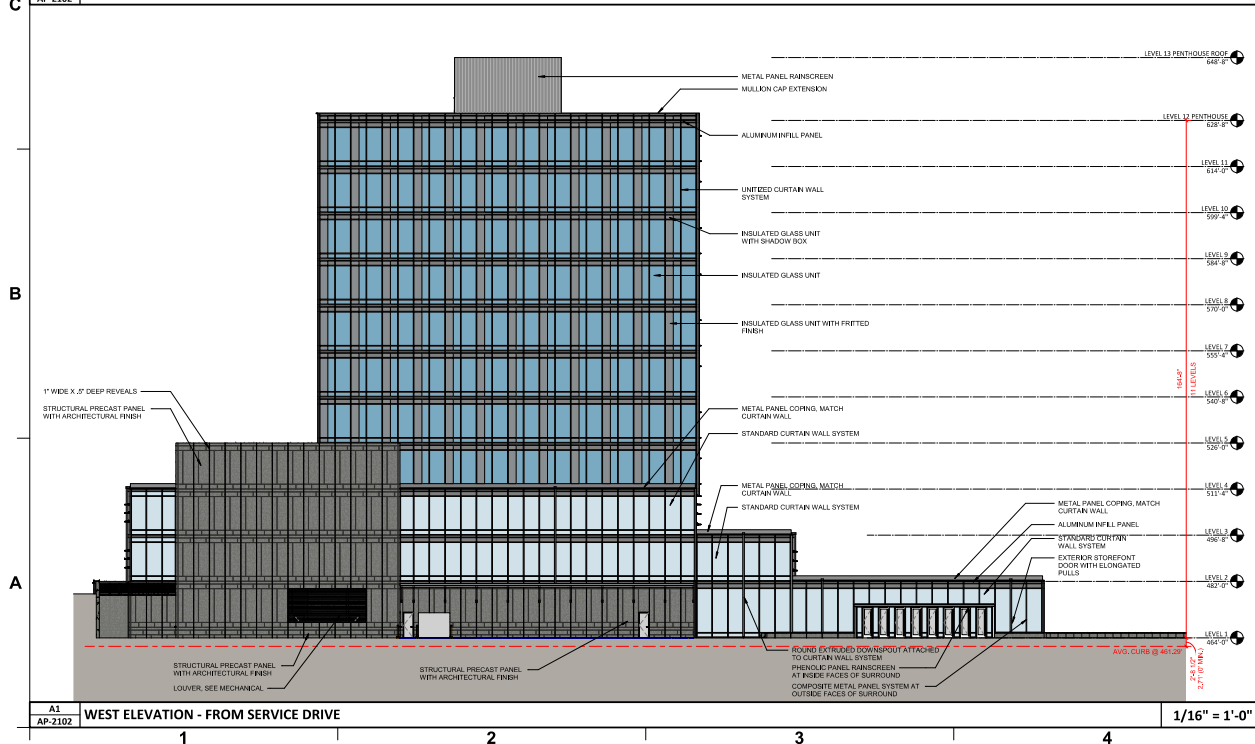 C
AP-2102
METAL PANEL RAINSCREEN
MULLION CAP EXTENSION
ALUMINUM INFILL PANEL
UNITIZED CURTAIN WALL
SYSTEM
INSULATED GLASS UNIT
WITH SHADOW BOX
INSULATED GLASS UNIT
INSULATED GLASS UNIT WITH FRITTED
FINISH
METAL PANEL COPING, MATCH
CURTAIN WALL
STANDARD CURTAIN WALL SYSTEM
METAL PANEL COPING, MATCH
CURTAIN WALL
STANDARD CURTAIN WALL SYSTEM
LEVEL 13 PENTHOUSE ROOF
648'-8"
LEVEL 12 PENTHOUSE
628'-8"
LEVEL 11
614'-0"
LEVEL 10
599'-4"
LEVEL 9
584'-8"
LEVEL 8
570'-0"
LEVEL 7
555'-4"
LEVEL 6
540'-8"
LEVEL 5
526'-0"
LEVEL 4
511'-4"
LEVEL 3
496'-8"
LEVEL 2
482'-0"
LEVEL 1
464'-0"
164'-8"
11 LEVELS
B
1" WIDE X .5" DEEP REVEALS
STRUCTURAL PRECAST PANEL
WITH ARCHITECTURAL FINISH
METAL PANEL COPING, MATCH
CURTAIN WALL
ALUMINUM INFILL PANEL
STANDARD CURTAIN
WALL SYSTEM
EXTERIOR STOREFONT
DOOR WITH ELONGATED
PULLS
A
AVG. CURB @ 461.29'
2'-8 1/2"
2.71' (0' MIN.)
STRUCTURAL PRECAST PANEL
WITH ARCHITECTURAL FINISH
LOUVER, SEE MECHANICAL
STRUCTURAL PRECAST PANEL
WITH ARCHITECTURAL FINISH
ROUND EXTRUDED DOWNSPOUT ATTACHED
TO CURTAIN WALL SYSTEM
PHENOLIC PANEL RAINSCREEN
AT INSIDE FACES OF SURROUND
COMPOSITE METAL PANEL SYSTEM AT
OUTSIDE FACES OF SURROUND
A1
AP-2102
WEST ELEVATION - FROM SERVICE DRIVE
1/16" = 1'-0"
1
2
3
4